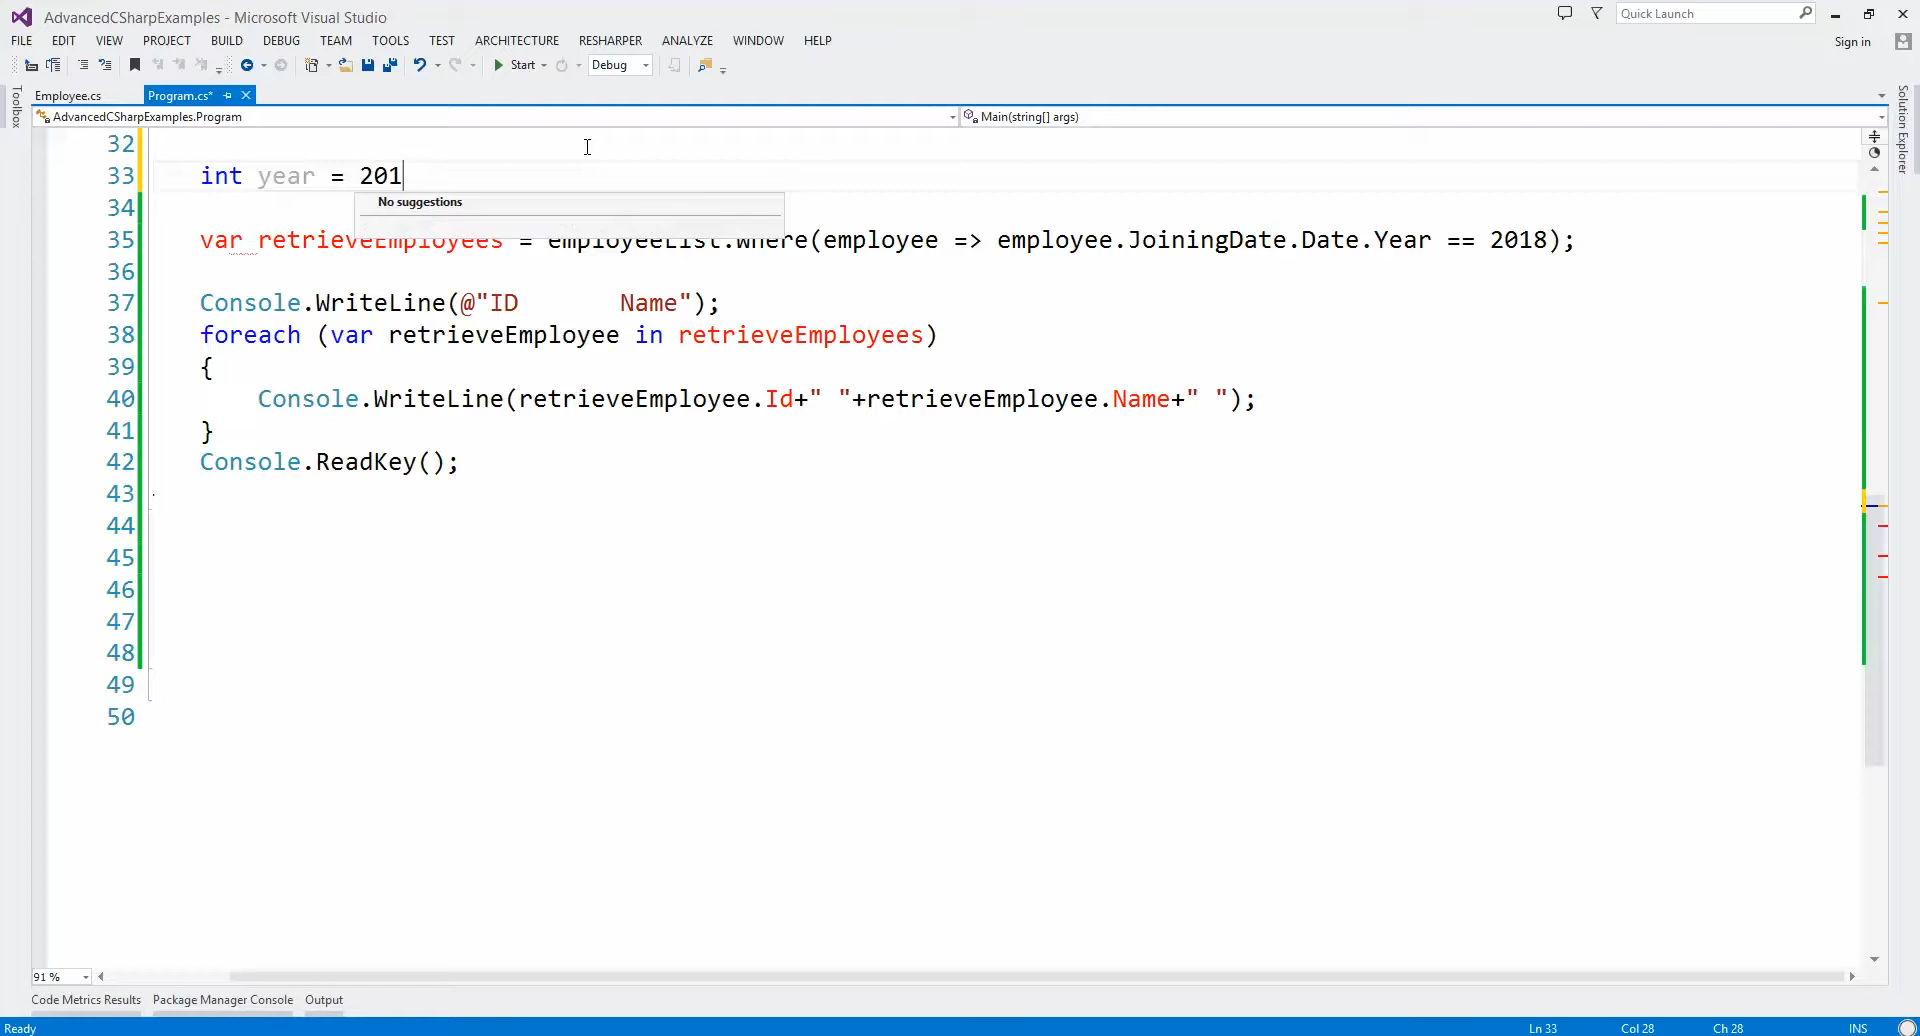 AdvancedCSharpExamples - Microsoft Visual Studio
Quick Launch
FILE EDIT VIEW PROJECT BUILD DEBUG TEAM TOOLS TEST ARCHITECTURE RESHARPER ANALYZE WINDOW HELP
Sign in
Start Debug
Toolbox
Employee.cs Program.cs*
Solution Explorer
AdvancedCSharpExamples.Program Main(string[] args)
32
33 int year = 201
No suggestions
34
35 var retrieveEmployees = employeeList.Where(employee => employee.JoiningDate.Date.Year == 2018);
36
37 Console.WriteLine(@"ID       Name");
38 foreach (var retrieveEmployee in retrieveEmployees)
39 {
40     Console.WriteLine(retrieveEmployee.Id+" "+retrieveEmployee.Name+" ");
41 }
42 Console.ReadKey();
43
44
45
46
47
48
49
50
91 %
Code Metrics Results Package Manager Console Output
Ready Ln 33 Col 28 Ch 28 INS